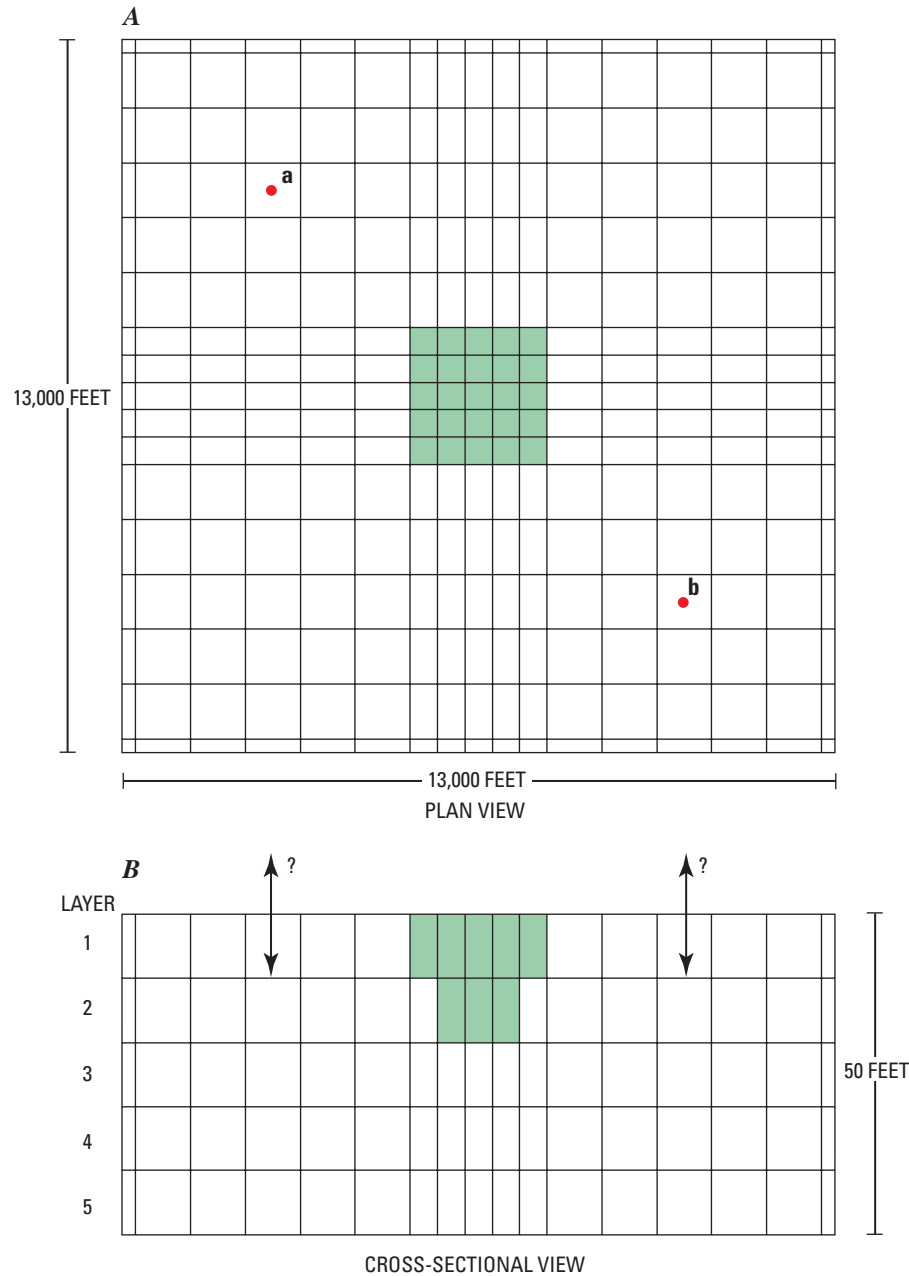 A
a
13,000 FEET
b
13,000 FEET
PLAN VIEW
B
?
?
LAYER
1
2
3
50 FEET
4
5
CROSS-SECTIONAL VIEW